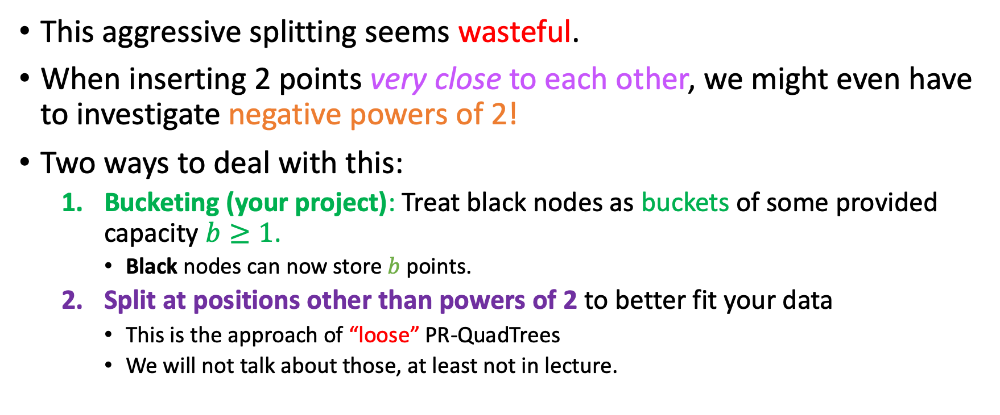 • This aggressive splitting seems wasteful.
• When inserting 2 points very close to each other, we might even have
to investigate negative powers of 2!
• Two ways to deal with this:
1. Bucketing (your project): Treat black nodes as buckets of some provided
capacity b ≥ 1.
• Black nodes can now store b points.
2. Split at positions other than powers of 2 to better fit your data
• This is the approach of “loose” PR-QuadTrees
• We will not talk about those, at least not in lecture.